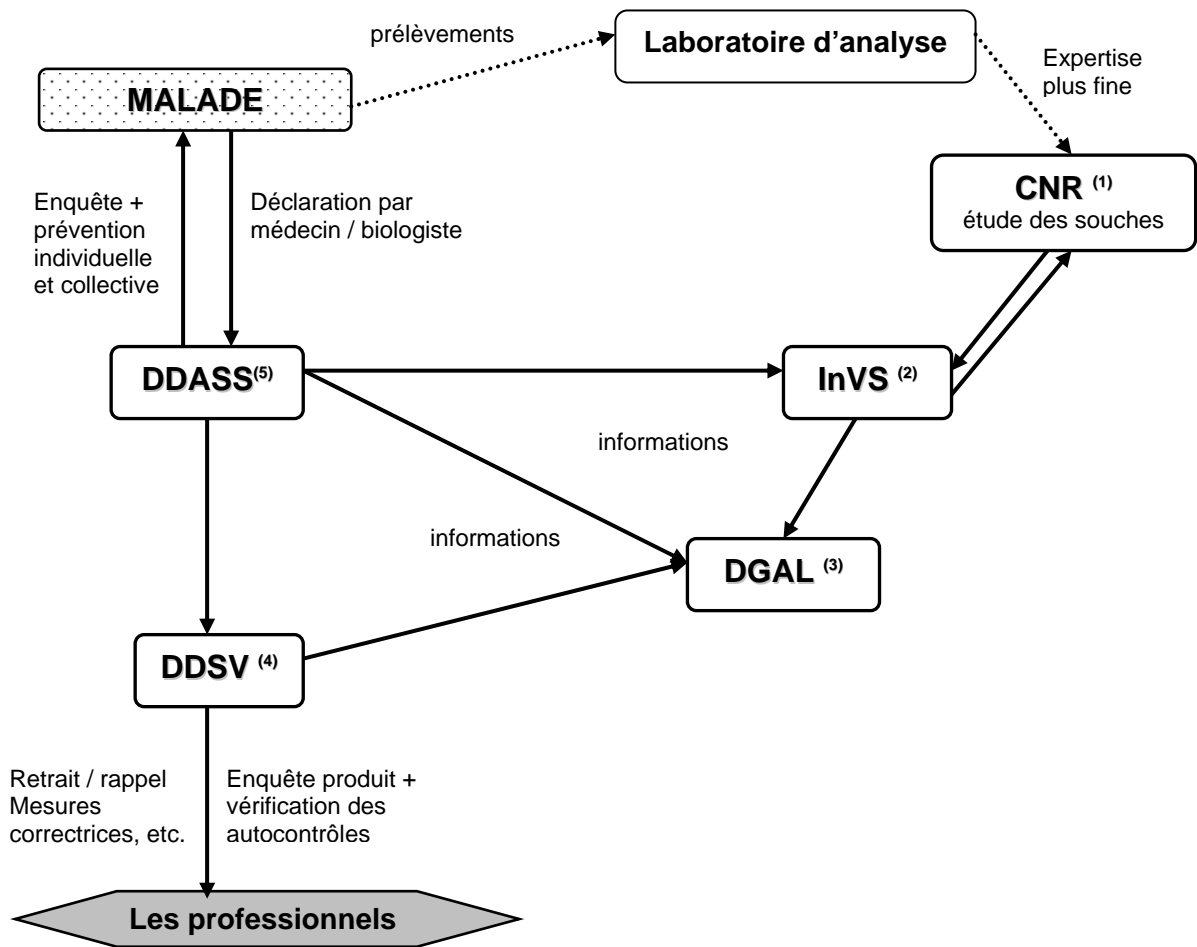 prélèvements
Laboratoire d’analyse
Expertise
plus fine
MALADE
CNR (1)
étude des souches
Enquête +
prévention
individuelle
et collective
Déclaration par
médecin / biologiste
DDASS(5)
InVS (2)
informations
informations
DGAL (3)
DDSV (4)
Retrait / rappel
Mesures
correctrices, etc.
Enquête produit +
vérification des
autocontrôles
Les professionnels